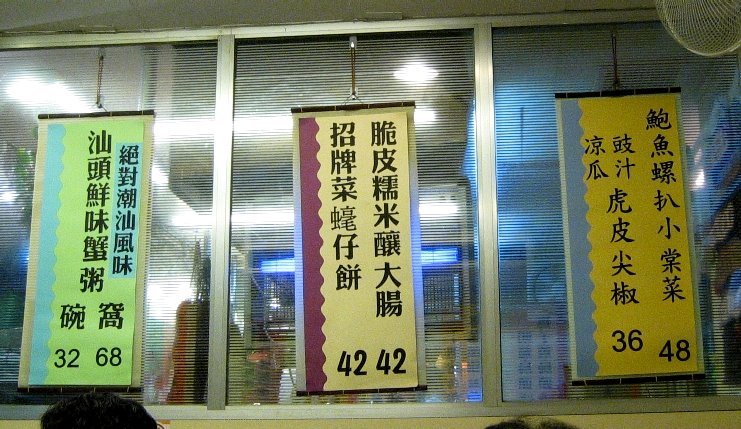 絕對潮汕風味
汕頭鮮味蟹粥
窩 68
碗 32
脆皮糯米釀大腸 42
招牌菜蠔仔餅 42
鮑魚螺扒小棠菜 48
豉汁涼瓜虎皮尖椒 36